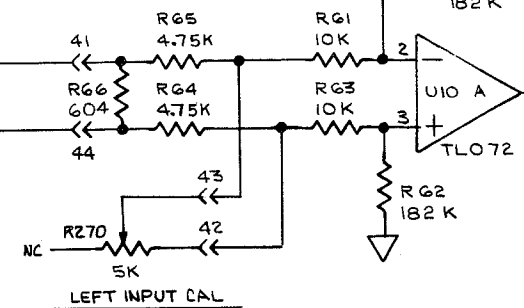 182 K
R65
4.75K
R61
10K
41
2
R66
604
R64
4.75K
R63
10K
U10 A
3
TL072
44
43
R62
182 K
R270
42
NC
5K
LEFT INPUT CAL